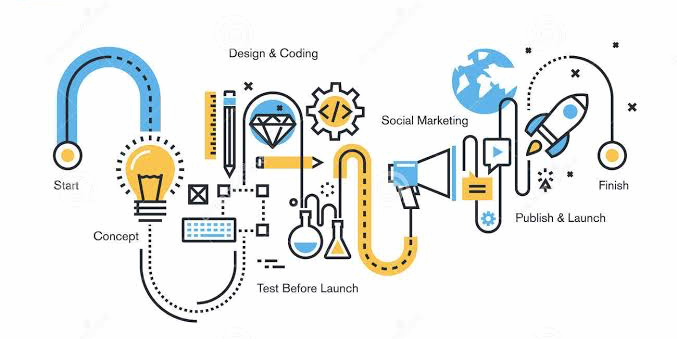 Design & Coding
Social Marketing
Start
Finish
Publish & Launch
Concept
Test Before Launch
</>